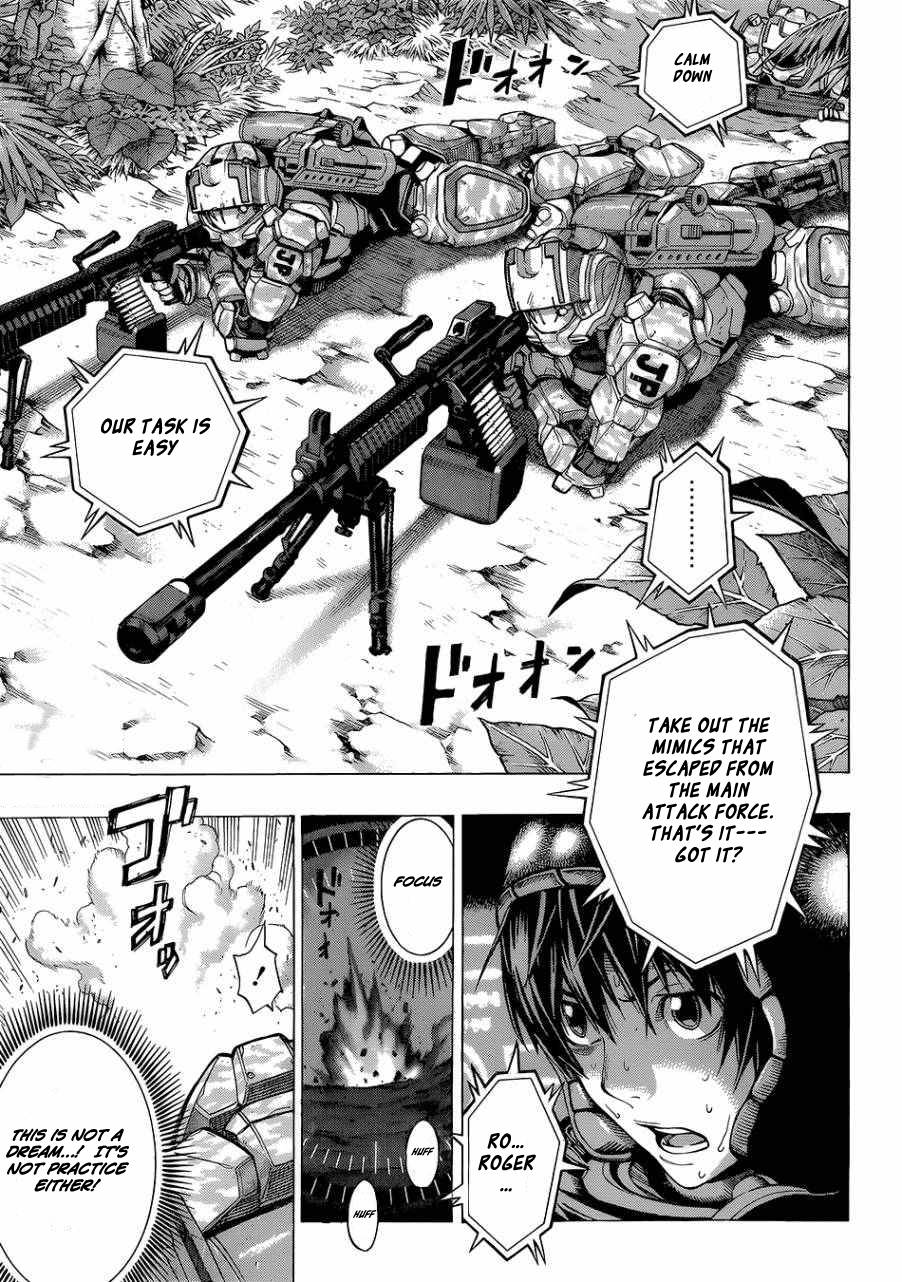 CALM
DOWN
ドオオン
JP
JP
OUR TASK IS
EASY
.........
ドオオン
TAKE OUT THE
MIMICS THAT
ESCAPED FROM
THE MAIN
ATTACK FORCE.
THAT'S IT---
GOT IT?
RO...
ROGER
...
FOCUS
ドオオ
HUFF
HUFF
ゴオッ
!
THIS IS NOT A
DREAM...! IT'S
NOT PRACTICE
EITHER!